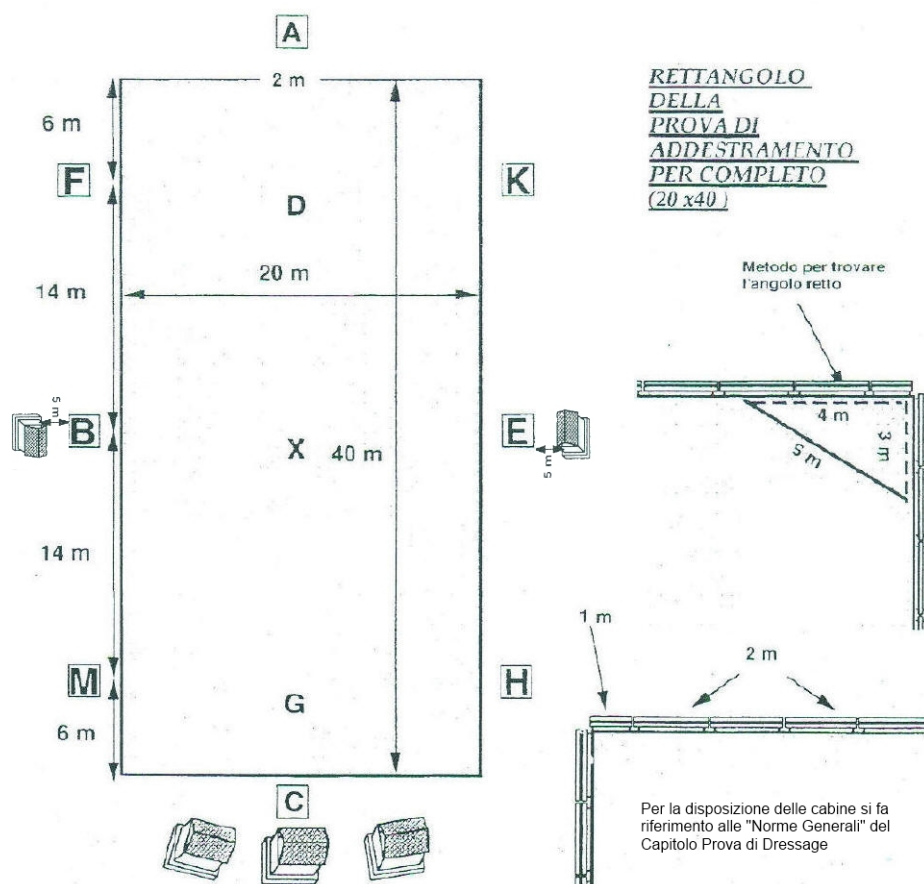 A
2 m
6 m
F
K
D
20 m
14 m
5 m
B
X
40 m
E
5 m
14 m
M
H
G
6 m
C
RETTANGOLO
DELLA
PROVA DI
ADDESTRAMENTO
PER COMPLETO
(20 x40 )
Metodo per trovare
l'angolo retto
4 m
3 m
5 m
1 m
2 m
Per la disposizione delle cabine si fa
riferimento alle "Norme Generali" del
Capitolo Prova di Dressage